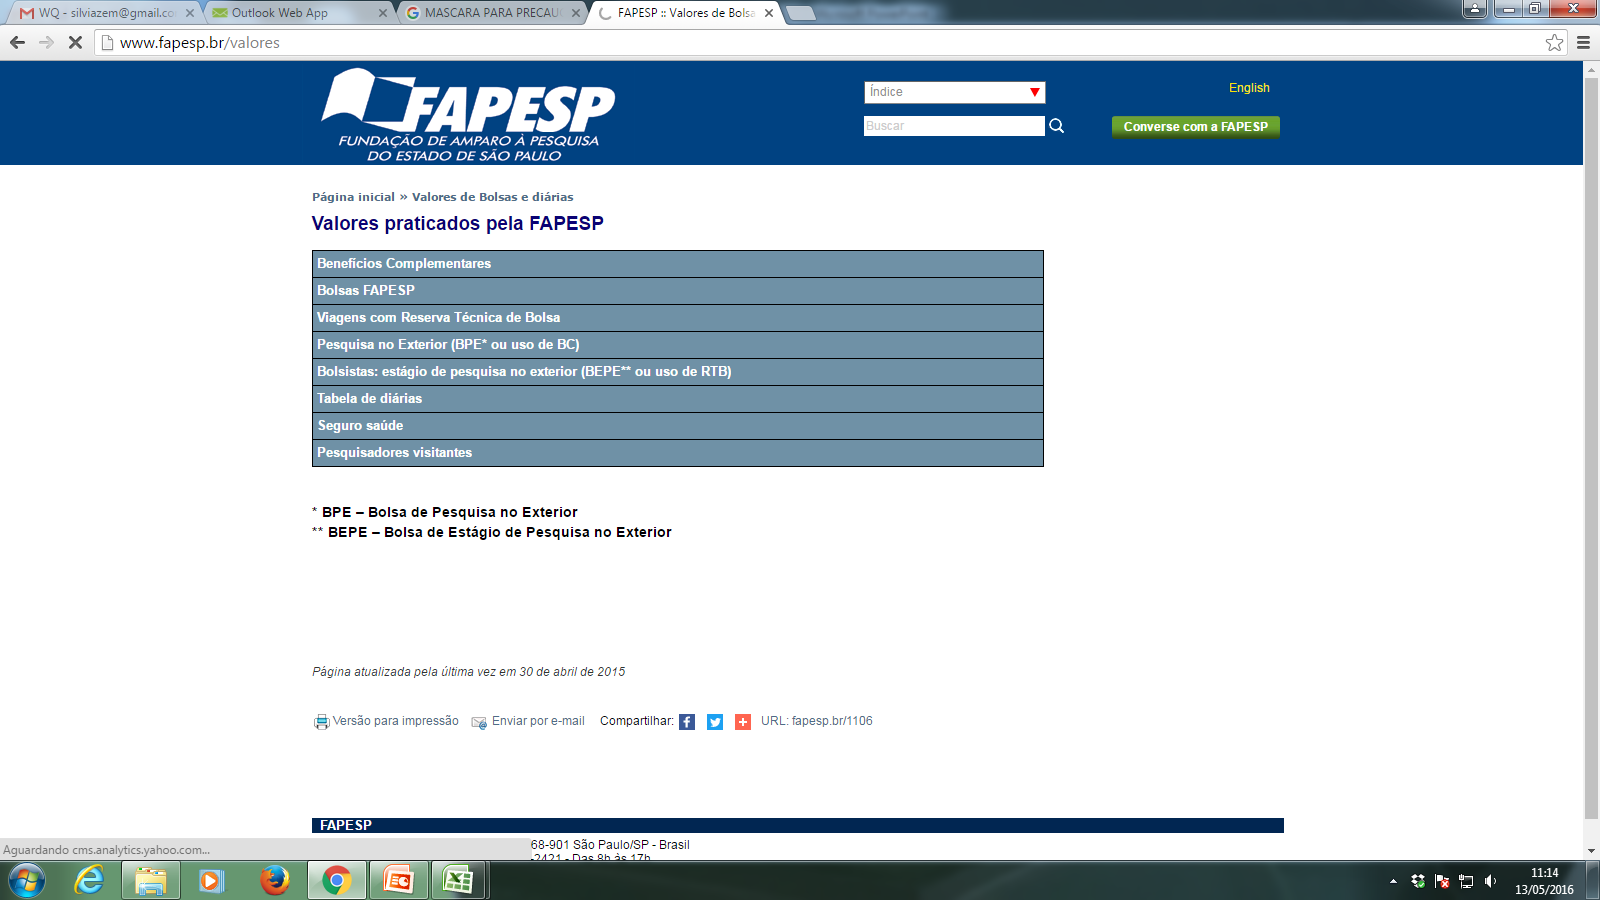 WQ - silviazem@gmail.co
Outlook Web App
MASCARA PARA PRECAU
FAPESP :: Valores de Bolsa
www.fapesp.br/valores
FAPESP
FUNDAÇÃO DE AMPARO À PESQUISA
DO ESTADO DE SÃO PAULO
Índice
Buscar
English
Converse com a FAPESP
Página inicial » Valores de Bolsas e diárias
Valores praticados pela FAPESP
Benefícios Complementares
Bolsas FAPESP
Viagens com Reserva Técnica de Bolsa
Pesquisa no Exterior (BPE* ou uso de BC)
Bolsistas: estágio de pesquisa no exterior (BEPE** ou uso de RTB)
Tabela de diárias
Seguro saúde
Pesquisadores visitantes
* BPE – Bolsa de Pesquisa no Exterior
** BEPE – Bolsa de Estágio de Pesquisa no Exterior
Página atualizada pela última vez em 30 de abril de 2015
Versão para impressão Enviar por e-mail Compartilhar: URL: fapesp.br/1106
FAPESP
68-901 São Paulo/SP - Brasil
-2421 - Das 8h às 17h
Aguardando cms.analytics.yahoo.com...
11:14
13/05/2016